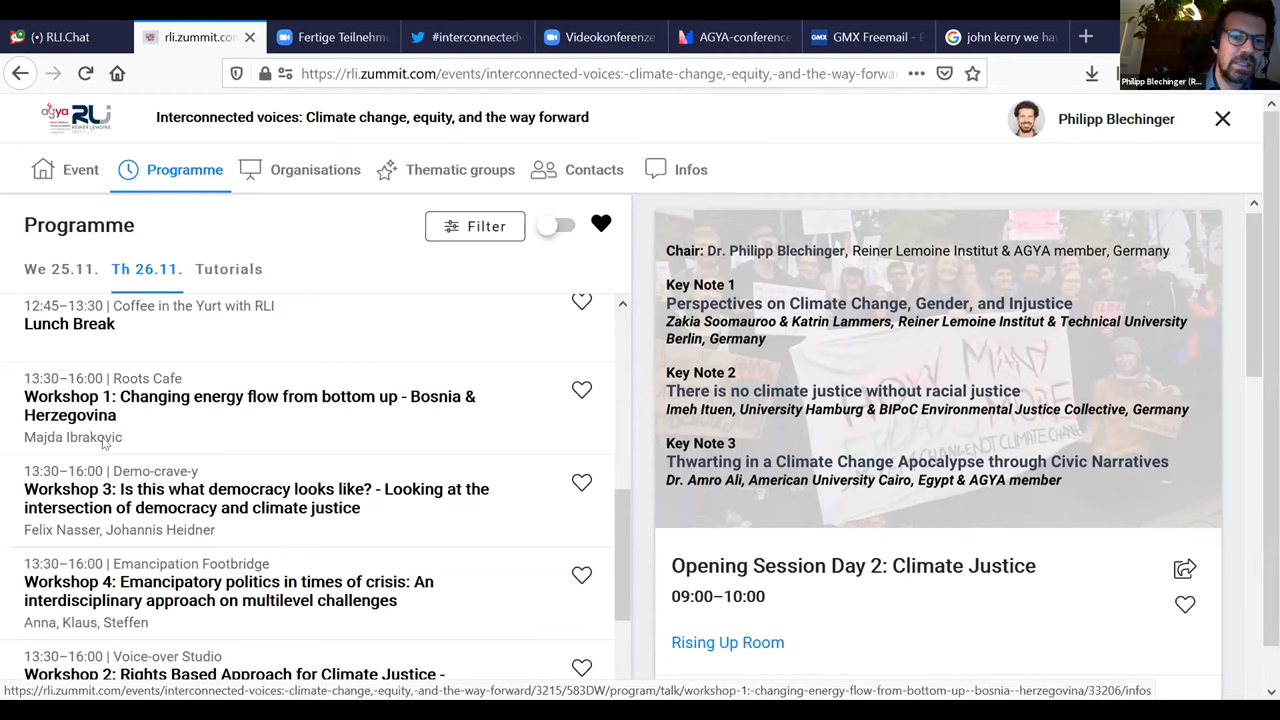 (•) RLI.Chat
rli.zummit.co
Fertige Teilnehm
#interconnectedv
Videokonferenze
AGYA-conference
GMX Freemail - E
john kerry we ha
https://rli.zummit.com/events/interconnected-voices:-climate-change,-equity,-and-the-way-forwa
Philipp Blechinger (R...
agya RLI
REINER LEMOINE
INSTITUT
Interconnected voices: Climate change, equity, and the way forward
Philipp Blechinger
Event
Programme
Organisations
Thematic groups
Contacts
Infos
Programme
Filter
We 25.11.
Th 26.11.
Tutorials
12:45–13:30 | Coffee in the Yurt with RLI
Lunch Break
13:30–16:00 | Roots Cafe
Workshop 1: Changing energy flow from bottom up - Bosnia &
Herzegovina
Majda Ibrakovic
13:30–16:00 | Demo-crave-y
Workshop 3: Is this what democracy looks like? - Looking at the
intersection of democracy and climate justice
Felix Nasser, Johannis Heidner
13:30–16:00 | Emancipation Footbridge
Workshop 4: Emancipatory politics in times of crisis: An
interdisciplinary approach on multilevel challenges
Anna, Klaus, Steffen
13:30–16:00 | Voice-over Studio
Workshop 2: Rights Based Approach for Climate Justice -
Chair: Dr. Philipp Blechinger, Reiner Lemoine Institut & AGYA member, Germany
Key Note 1
Perspectives on Climate Change, Gender, and Injustice
Zakia Soomauroo & Katrin Lammers, Reiner Lemoine Institut & Technical University
Berlin, Germany
Key Note 2
There is no climate justice without racial justice
Imeh Ituen, University Hamburg & BIPoC Environmental Justice Collective, Germany
Key Note 3
Thwarting in a Climate Change Apocalypse through Civic Narratives
Dr. Amro Ali, American University Cairo, Egypt & AGYA member
HOW MANY
MORE
CHANGE NOT CLIMATE CHA
Opening Session Day 2: Climate Justice
09:00–10:00
Rising Up Room
https://rli.zummit.com/events/interconnected-voices:-climate-change,-equity,-and-the-way-forward/3215/583DW/program/talk/workshop-1:-changing-energy-flow-from-bottom-up--bosnia--herzegovina/33206/infos